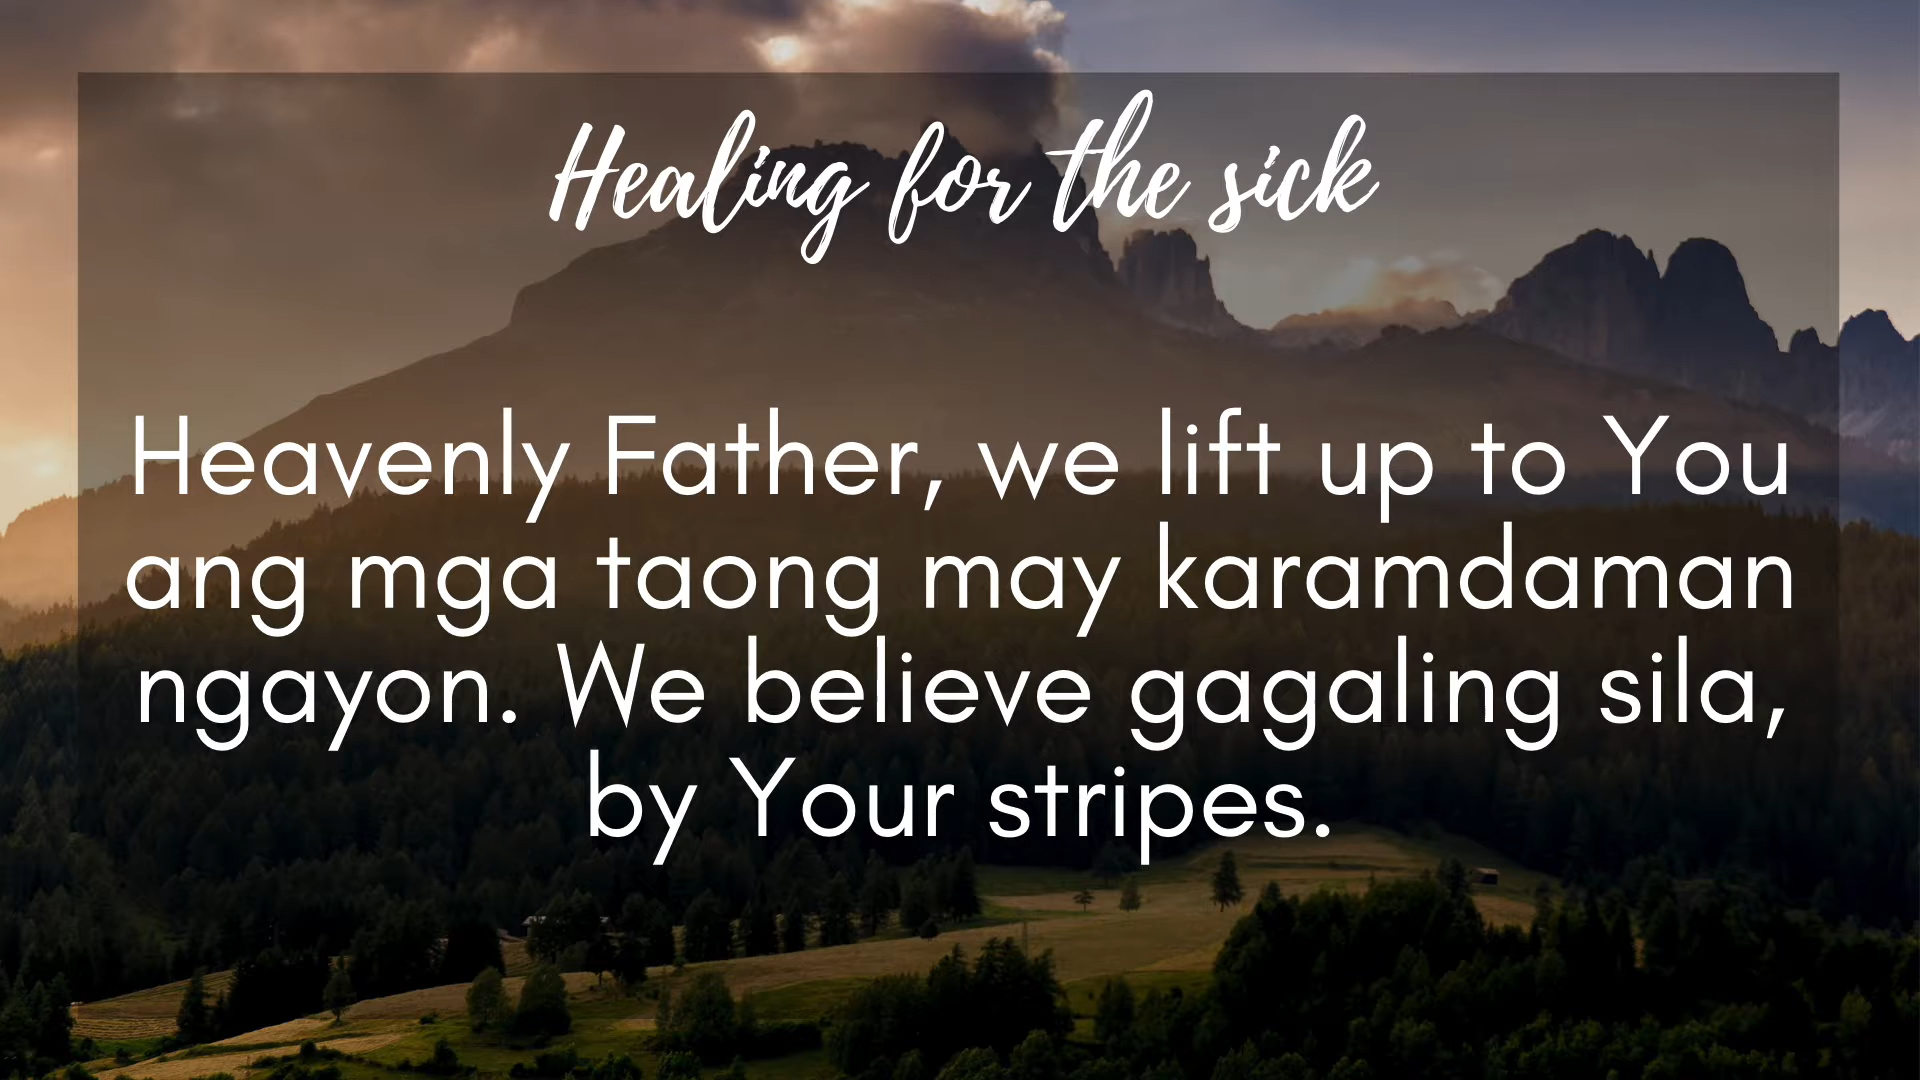 Healing for the sick
Heavenly Father, we lift up to You
ang mga taong may karamdaman
ngayon. We believe gagaling sila,
by Your stripes.